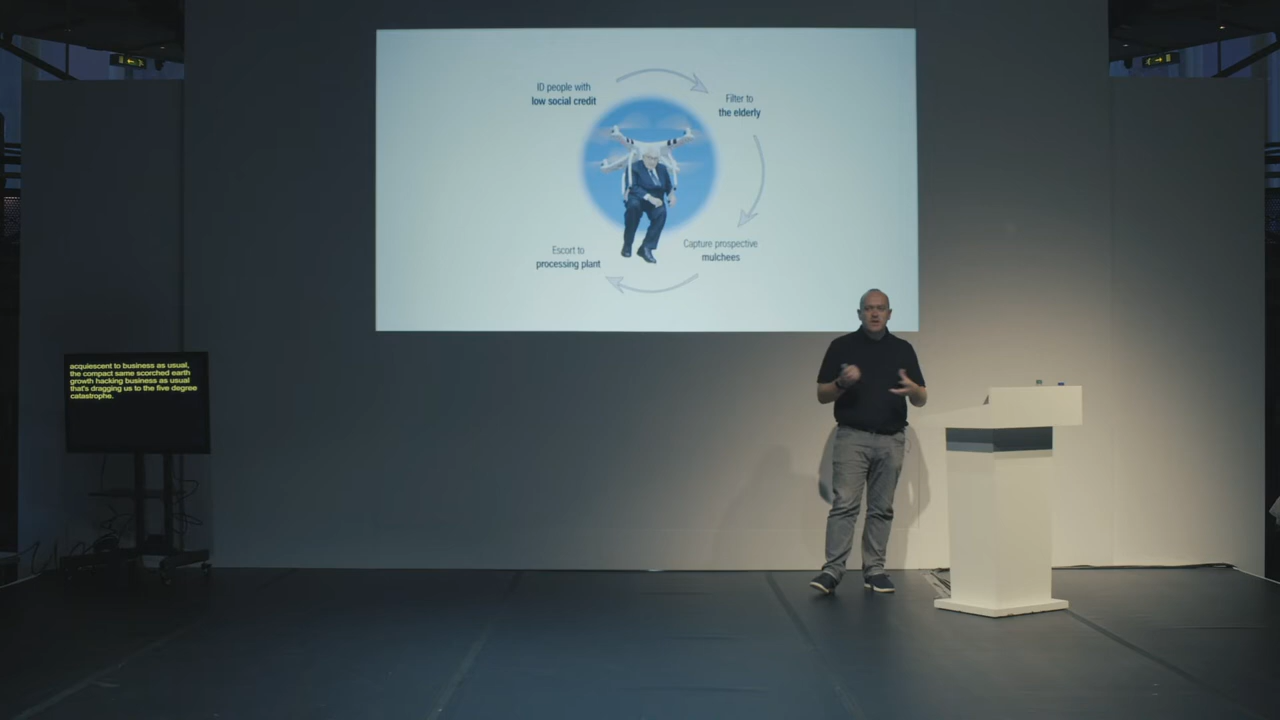 ID people with
low social credit
Filter to
the elderly
Capture prospective
mulchees
Escort to
processing plant
acquiescent to business as usual,
the compact same scorched earth
growth hacking business as usual
that's dragging us to the five degree
catastrophe.